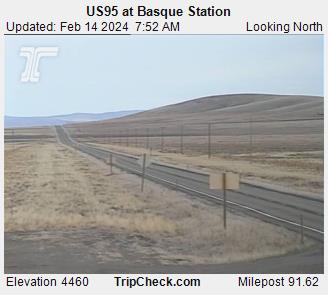 US95 at Basque Station
Updated: Feb 14 2024 7:52 AM Looking North
Elevation 4460 TripCheck.com Milepost 91.62